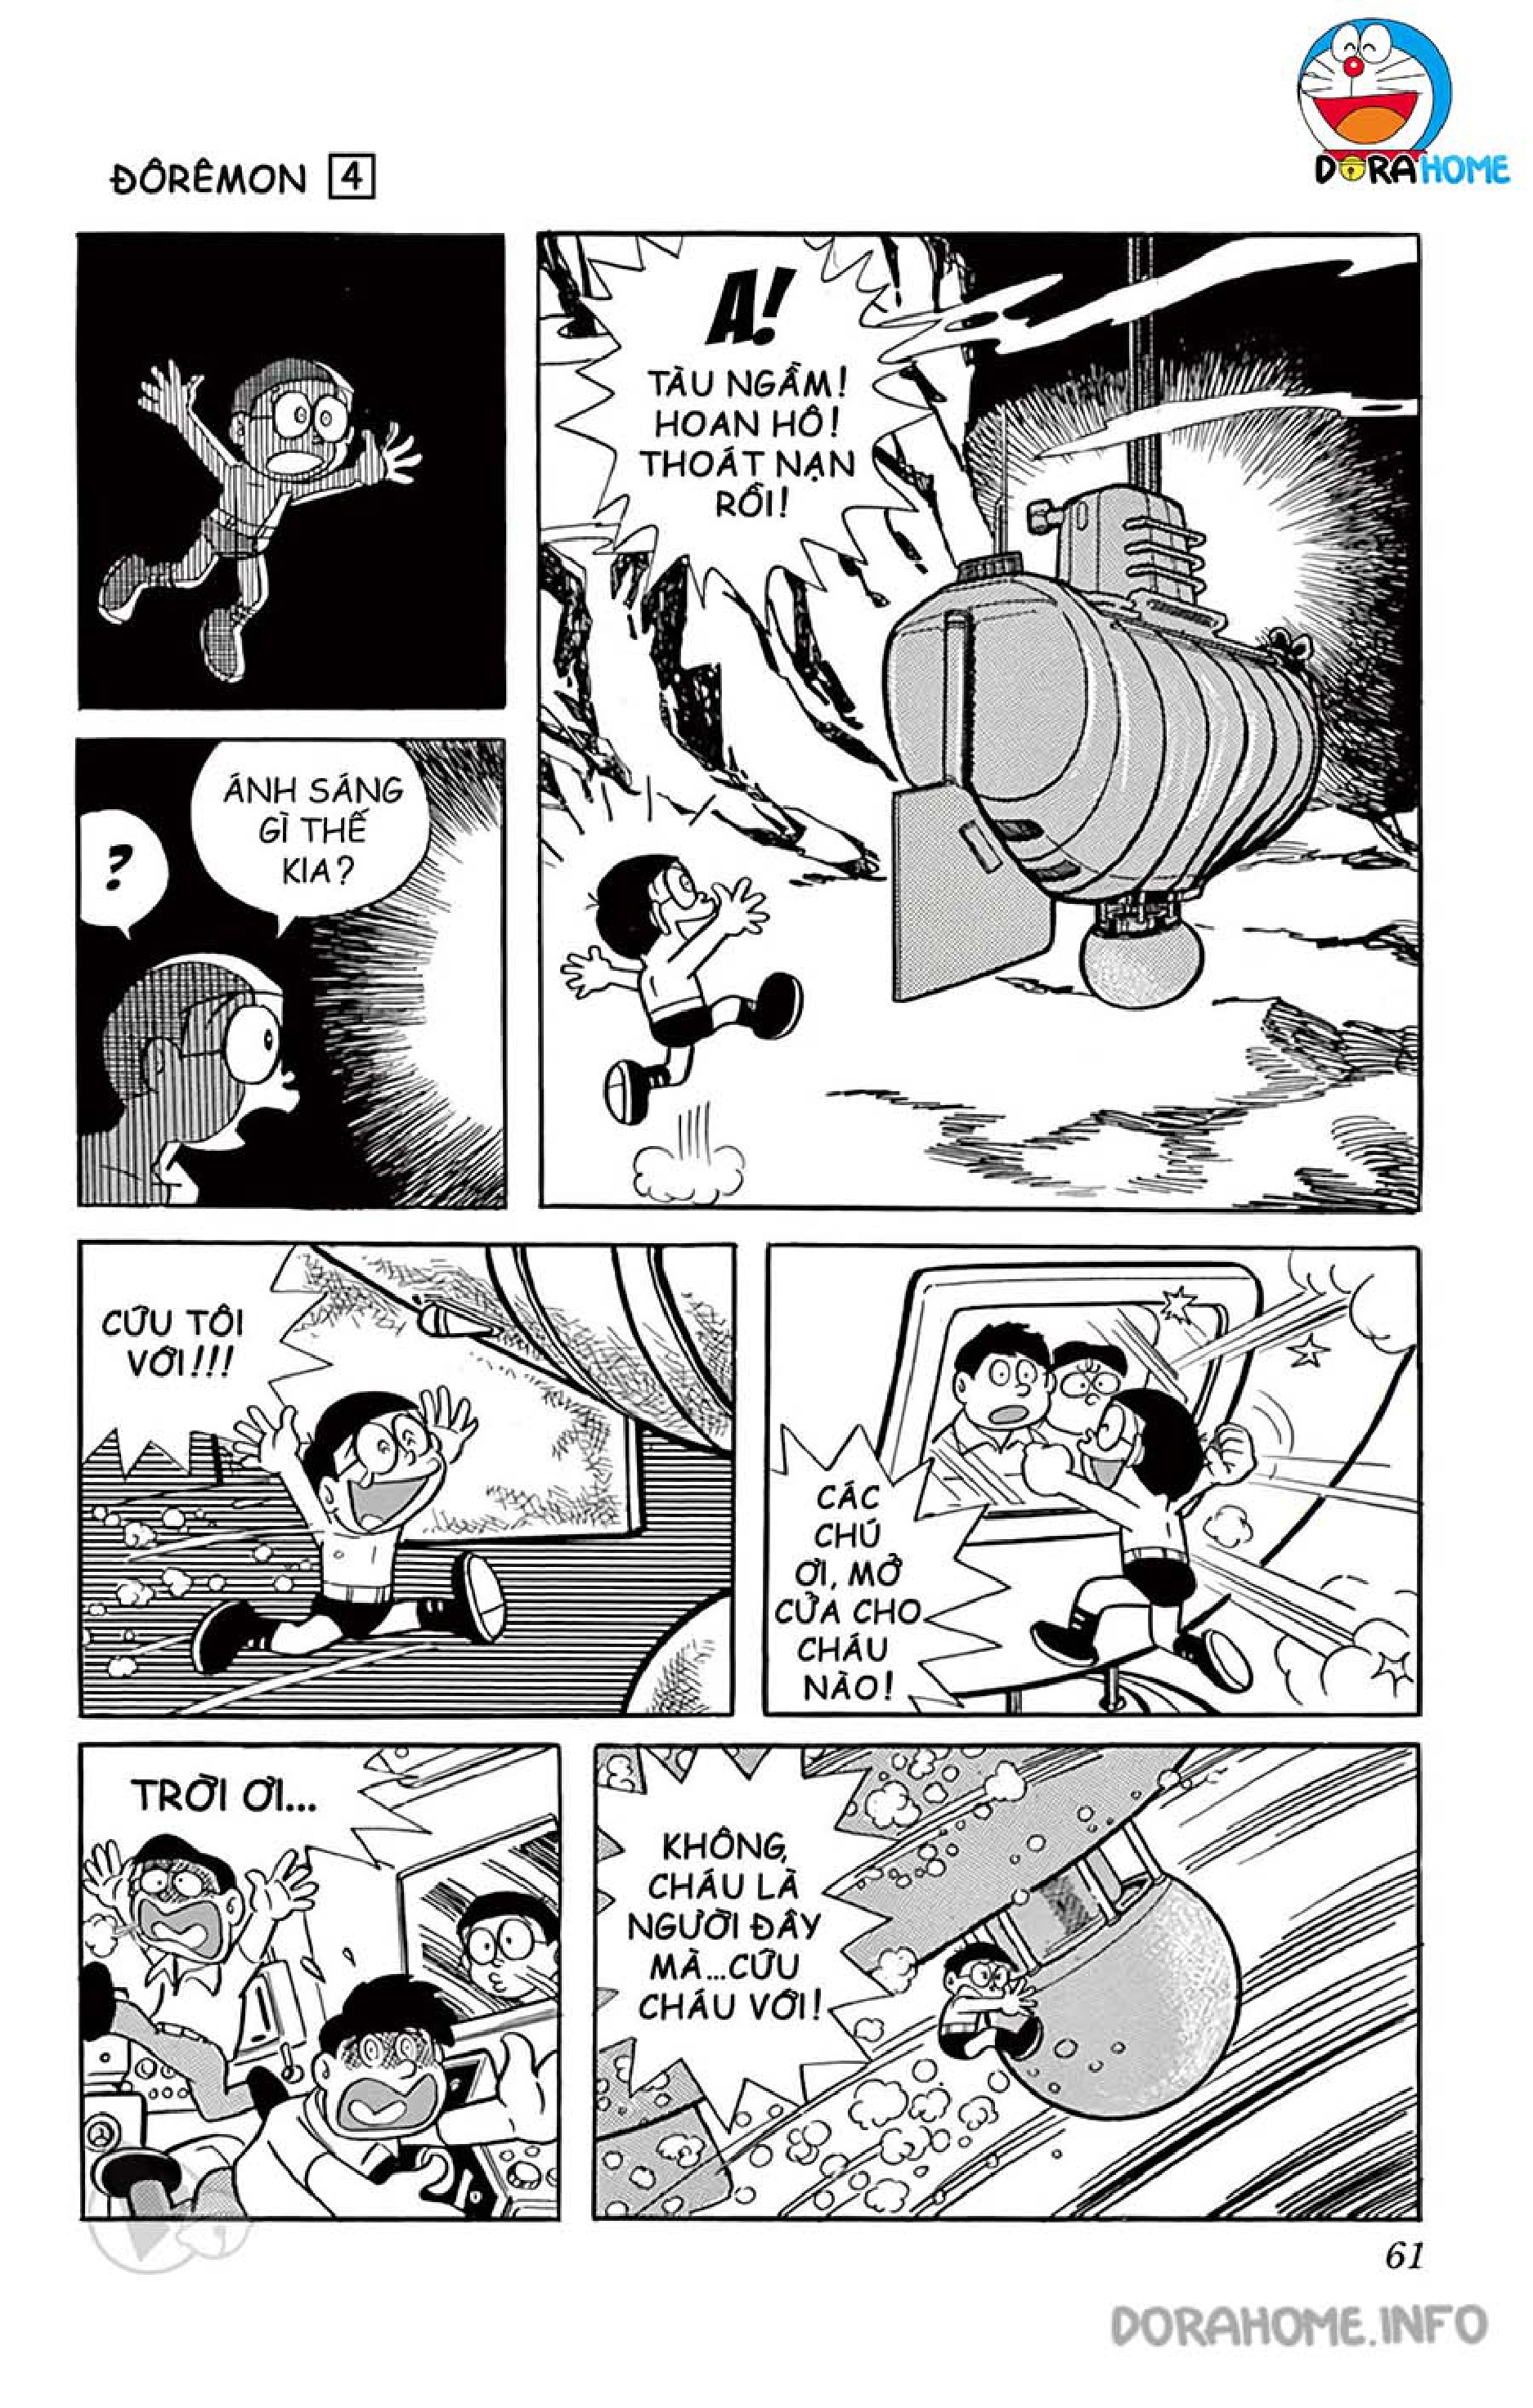 DORAHOME
ĐÔRÊMON 4
A!
TÀU NGẦM!
HOAN HÔ!
THOÁT NẠN
RỒI!
?
ÁNH SÁNG
GÌ THẾ
KIA?
CỨU TÔI
VỚI!!!
CÁC
CHÚ
ƠI, MỞ
CỬA CHO
CHÁU
NÀO!
TRỜI ƠI...
KHÔNG,
CHÁU LÀ
NGƯỜI ĐÂY
MÀ...CỨU
CHÁU VỚI!
61
DORAHOME.INFO